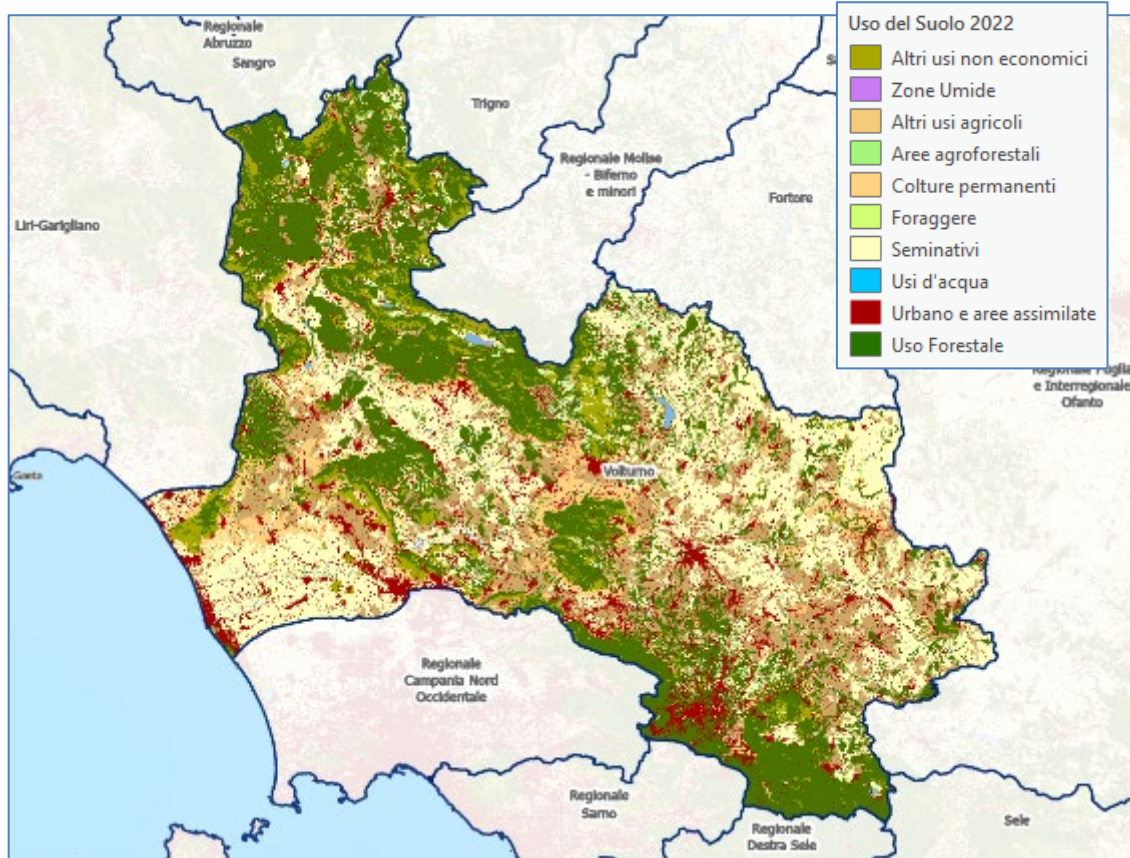 Uso del Suolo 2022
Altri usi non economici
Zone Umide
Altri usi agricoli
Aree agroforestali
Colture permanenti
Foraggere
Seminativi
Usi d'acqua
Urbano e aree assimilate
Uso Forestale
Regionale
Abruzzo
Sangro
Trigno
Regionale Molise
- Biferno
e minori
Fortore
Liri-Garigliano
e Interregionale
Ofanto
Volturno
Gaeta
Regionale
Campania Nord
Occidentale
Regionale
Sarno
Regionale
Destra Sele
Sele